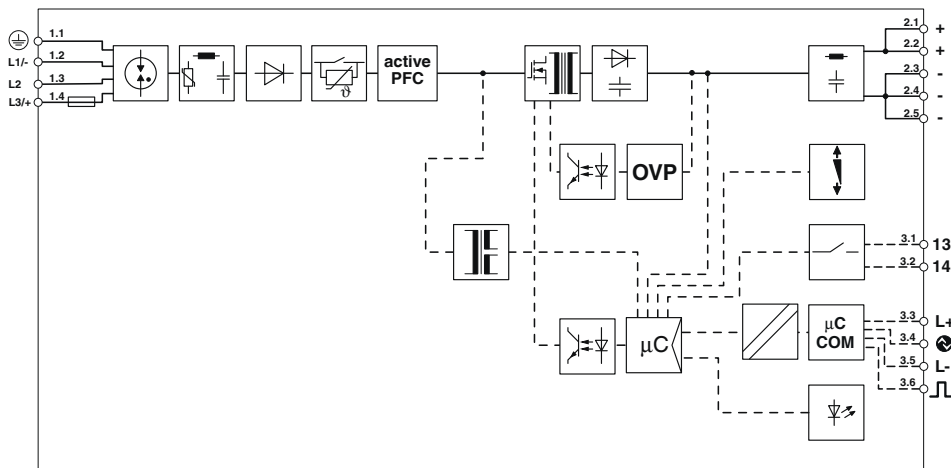 1.1
L1/- 1.2
L2 1.3
L3/+ 1.4
active
PFC
ϑ
2.1 +
2.2 +
2.3 -
2.4 -
2.5 -
OVP
3.1 13
3.2 14
µC
µC
COM
3.3 L+
3.4
3.5 L-
3.6